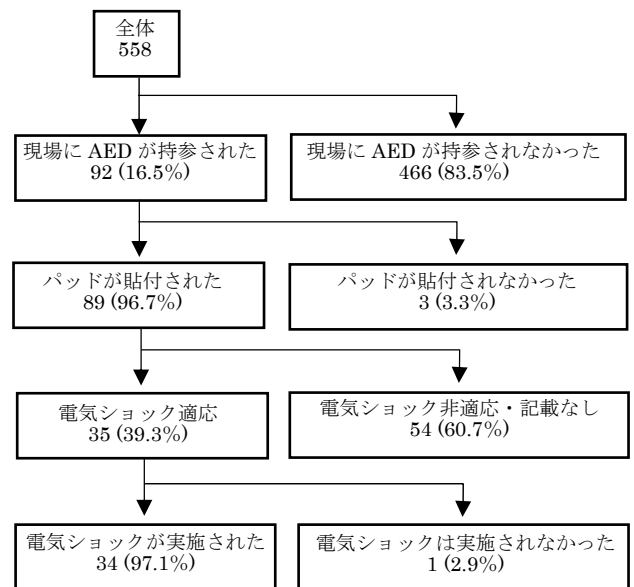 全体
558
現場に AED が持参された
92 (16.5%)
現場に AED が持参されなかった
466 (83.5%)
パッドが貼付された
89 (96.7%)
パッドが貼付されなかった
3 (3.3%)
電気ショック適応
35 (39.3%)
電気ショック非適応・記載なし
54 (60.7%)
電気ショックが実施された
34 (97.1%)
電気ショックは実施されなかった
1 (2.9%)